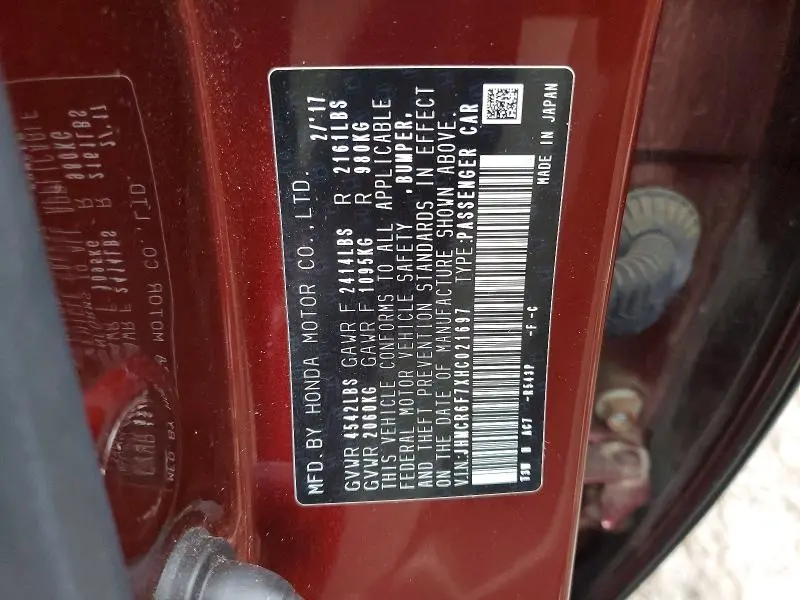 MFD. BY HONDA MOTOR CO., LTD. 2/'17
GVWR 4542LBS GAWR F 2414LBS R 2161LBS
GVWR 2060KG GAWR F 1095KG R 980KG
THIS VEHICLE CONFORMS TO ALL APPLICABLE
FEDERAL MOTOR VEHICLE SAFETY ,BUMPER,
AND THEFT PREVENTION STANDARDS IN EFFECT
ON THE DATE OF MANUFACTURE SHOWN ABOVE.
V.I.N.:JHMCR6F7XHC021697 TYPE:PASSENGER CAR
AC7 -R543P -F -C
MADE IN JAPAN